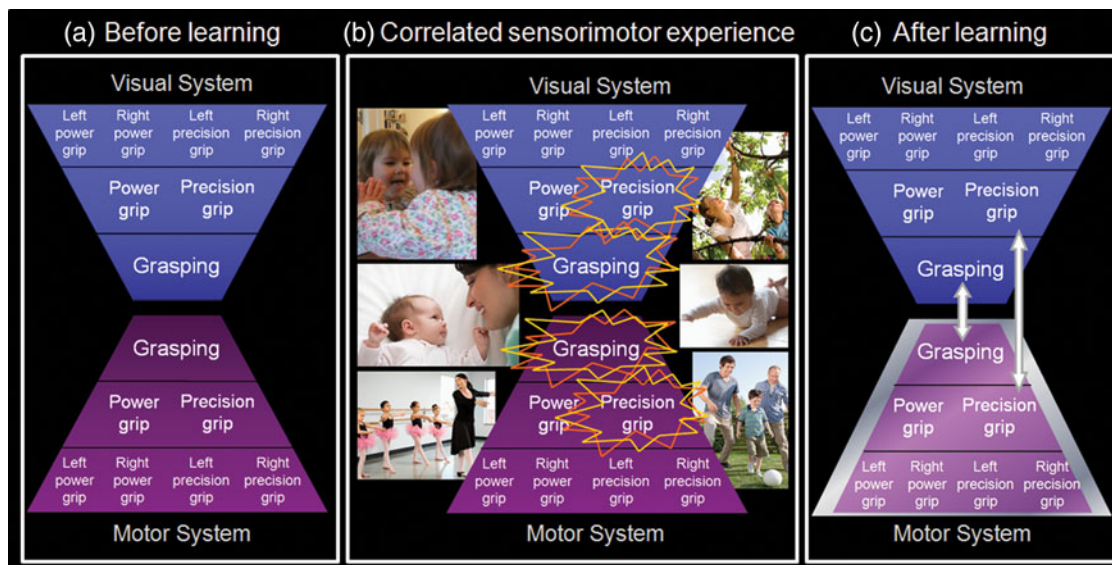 (a) Before learning
Visual System
Left power grip
Right power grip
Left precision grip
Right precision grip
Power grip
Precision grip
Grasping
Grasping
Power grip
Precision grip
Left power grip
Right power grip
Left precision grip
Right precision grip
Motor System
(b) Correlated sensorimotor experience
Visual System
Left power grip
Right power grip
Left precision grip
Right precision grip
Power grip
Precision grip
Grasping
Grasping
Power grip
Precision grip
Left power grip
Right power grip
Left precision grip
Right precision grip
Motor System
(c) After learning
Visual System
Left power grip
Right power grip
Left precision grip
Right precision grip
Power grip
Precision grip
Grasping
Grasping
Power grip
Precision grip
Left power grip
Right power grip
Left precision grip
Right precision grip
Motor System